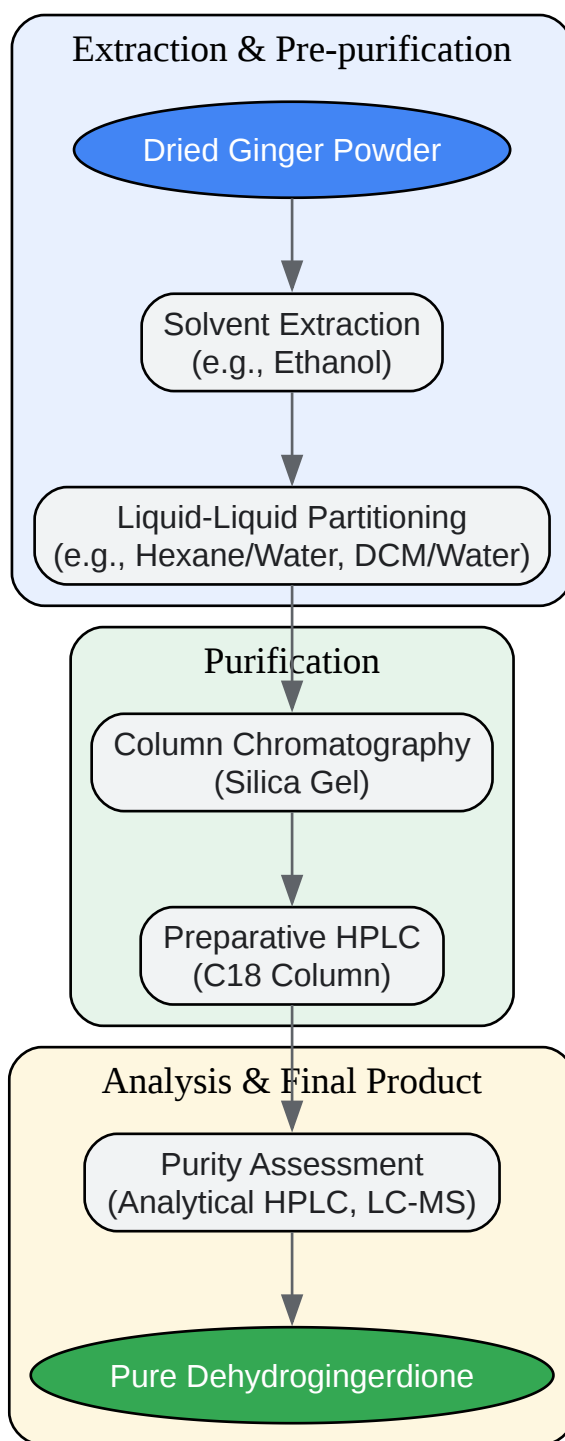 Extraction & Pre-purification
Dried Ginger Powder
Solvent Extraction
(e.g., Ethanol)
Liquid-Liquid Partitioning
(e.g., Hexane/Water, DCM/Water)
Purification
Column Chromatography
(Silica Gel)
Preparative HPLC
(C18 Column)
Analysis & Final Product
Purity Assessment
(Analytical HPLC, LC-MS)
Pure Dehydrogingerdione